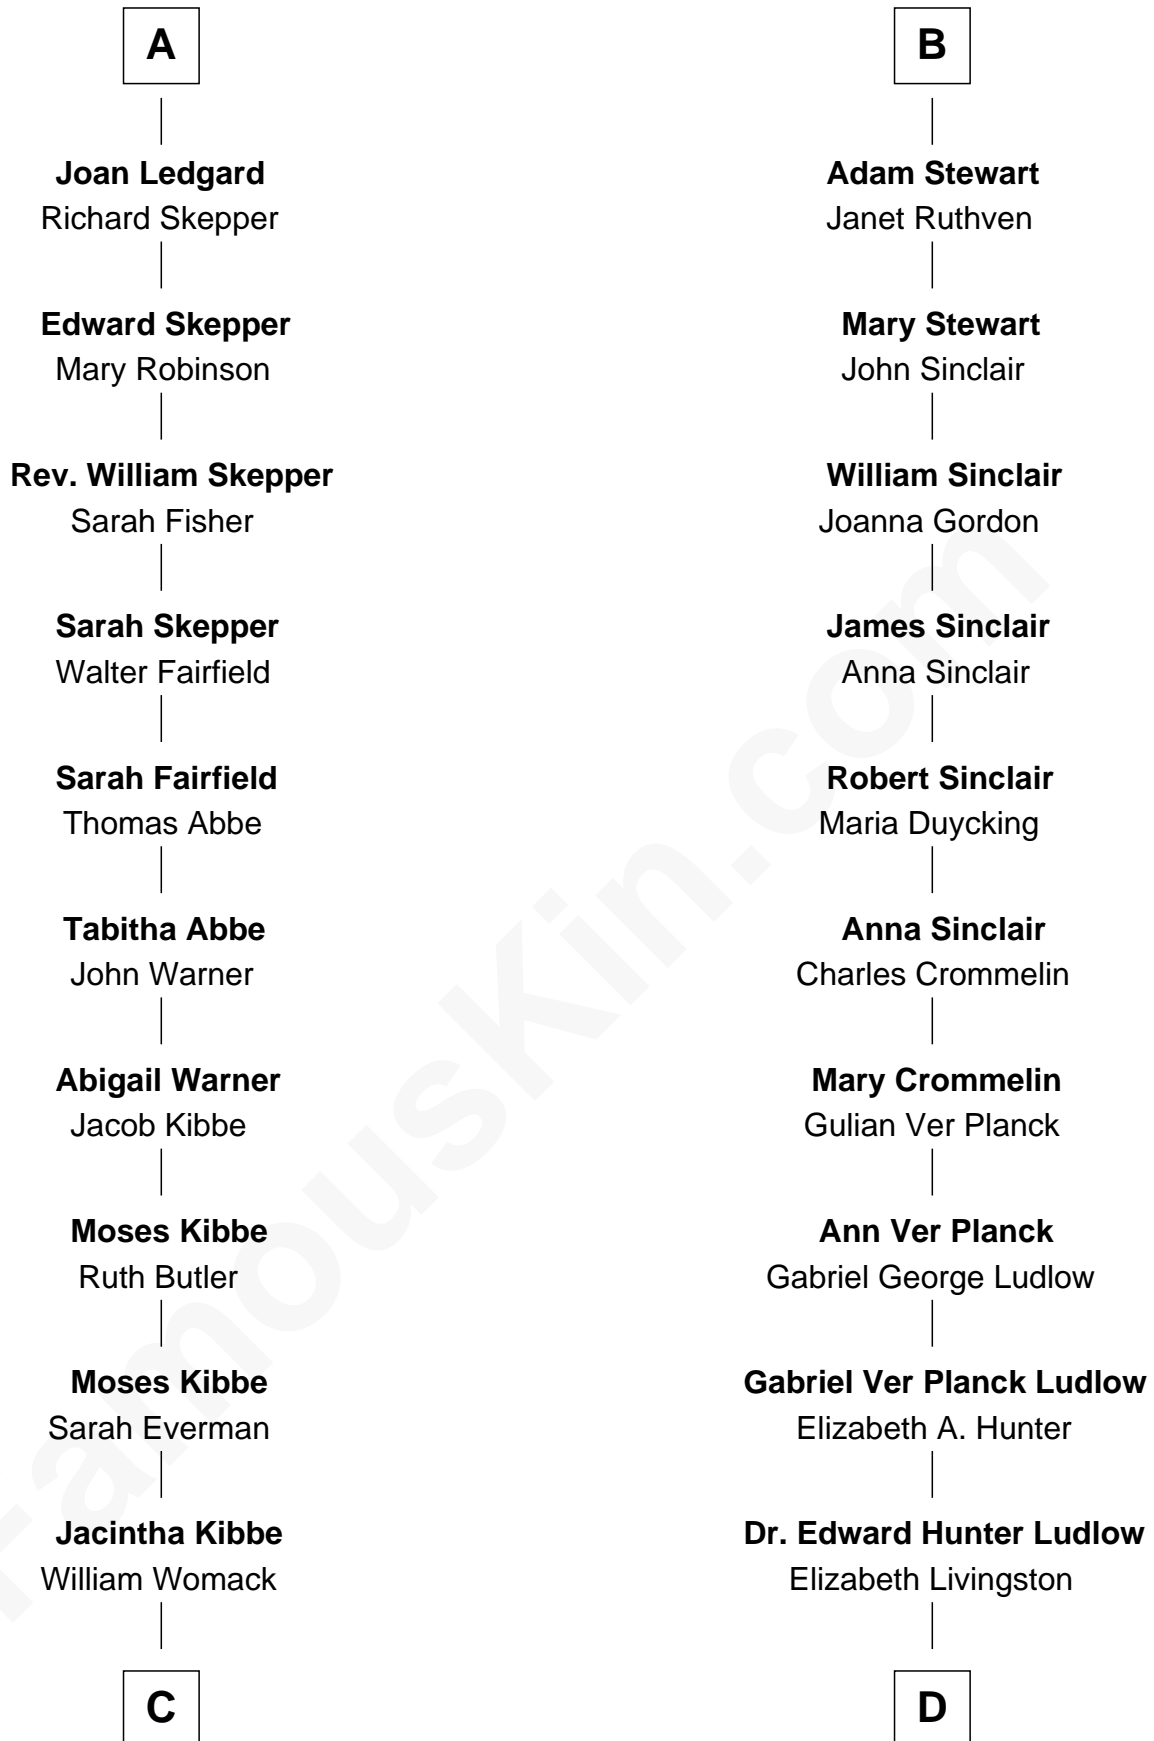 A
Joan Ledgard
Richard Skepper
Edward Skepper
Mary Robinson
Rev. William Skepper
Sarah Fisher
Sarah Skepper
Walter Fairfield
Sarah Fairfield
Thomas Abbe
Tabitha Abbe
John Warner
Abigail Warner
Jacob Kibbe
Moses Kibbe
Ruth Butler
Moses Kibbe
Sarah Everman
Jacintha Kibbe
William Womack
C
B
Adam Stewart
Janet Ruthven
Mary Stewart
John Sinclair
William Sinclair
Joanna Gordon
James Sinclair
Anna Sinclair
Robert Sinclair
Maria Duycking
Anna Sinclair
Charles Crommelin
Mary Crommelin
Gulian Ver Planck
Ann Ver Planck
Gabriel George Ludlow
Gabriel Ver Planck Ludlow
Elizabeth A. Hunter
Dr. Edward Hunter Ludlow
Elizabeth Livingston
D
FamousKin.com